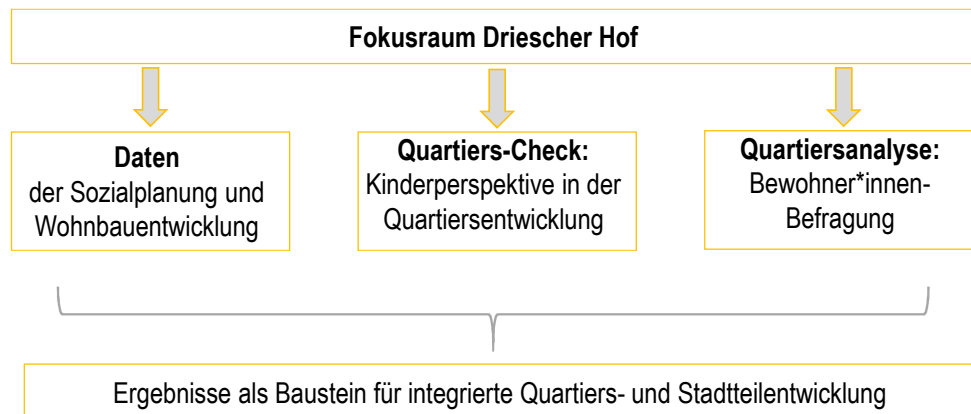 Fokusraum Driescher Hof
Daten
der Sozialplanung und
Wohnbauentwicklung
Quartiers-Check:
Kinderperspektive in der
Quartiersentwicklung
Quartiersanalyse:
Bewohner*innen-
Befragung
Ergebnisse als Baustein für integrierte Quartiers- und Stadtteilentwicklung